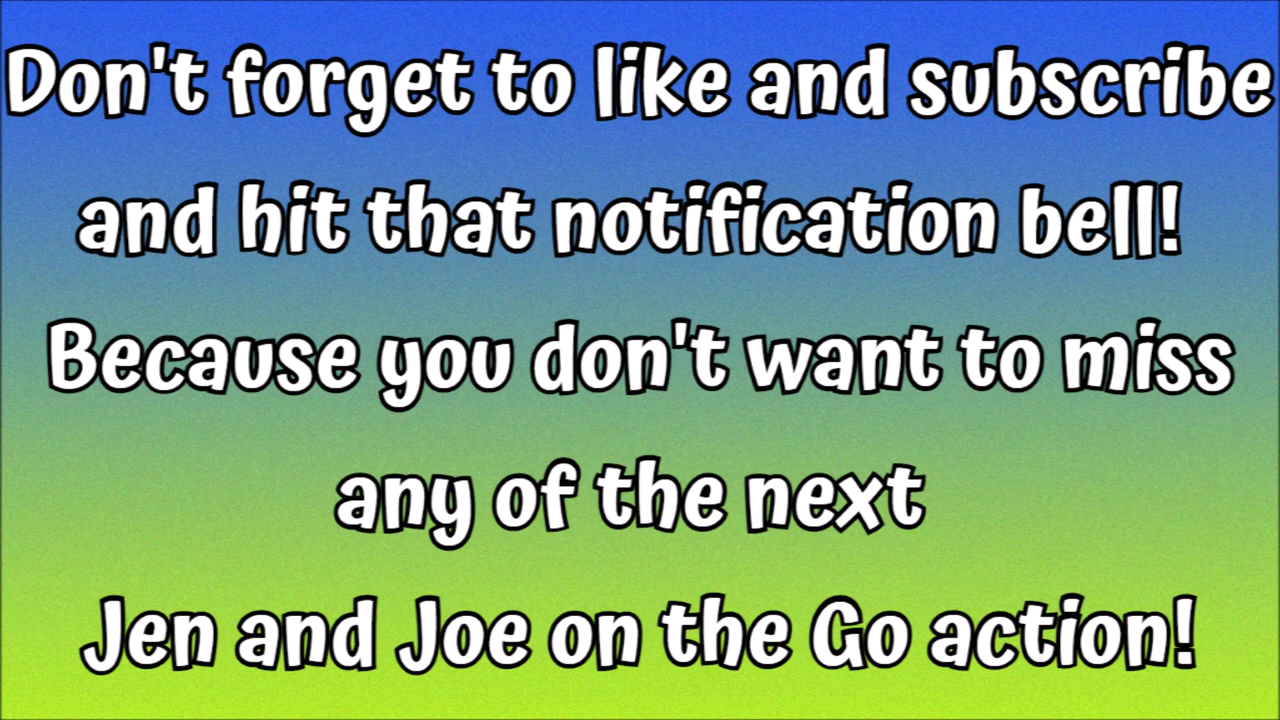 Don't forget to like and subscribe
and hit that notification bell!
Because you don't want to miss
any of the next
Jen and Joe on the Go action!